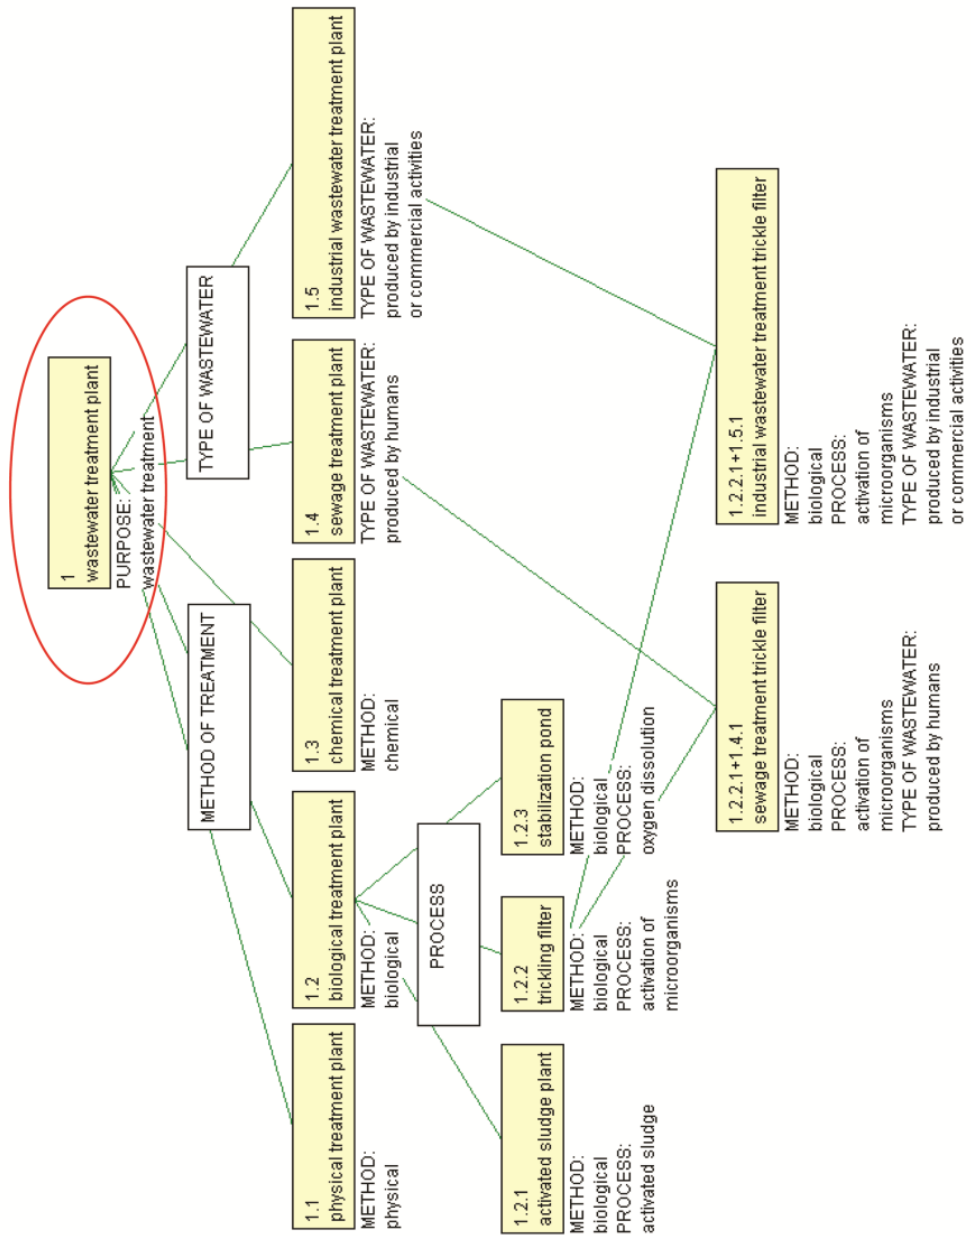 1
wastewater treatment plant
PURPOSE:
wastewater treatment
METHOD OF TREATMENT
TYPE OF WASTEWATER
1.1
physical treatment plant
METHOD:
physical
1.2
biological treatment plant
METHOD:
biological
1.3
chemical treatment plant
METHOD:
chemical
1.4
sewage treatment plant
TYPE OF WASTEWATER:
produced by humans
1.5
industrial wastewater treatment plant
TYPE OF WASTEWATER:
produced by industrial
or commercial activities
PROCESS
1.2.1
activated sludge plant
METHOD:
biological
PROCESS:
activated sludge
1.2.2
trickling filter
METHOD:
biological
PROCESS:
activation of
microorganisms
1.2.3
stabilization pond
METHOD:
biological
PROCESS:
oxygen dissolution
1.2.2.1+1.4.1
sewage treatment trickle filter
METHOD:
biological
PROCESS:
activation of
microorganisms
TYPE OF WASTEWATER:
produced by humans
1.2.2.1+1.5.1
industrial wastewater treatment trickle filter
METHOD:
biological
PROCESS:
activation of
microorganisms
TYPE OF WASTEWATER:
produced by industrial
or commercial activities